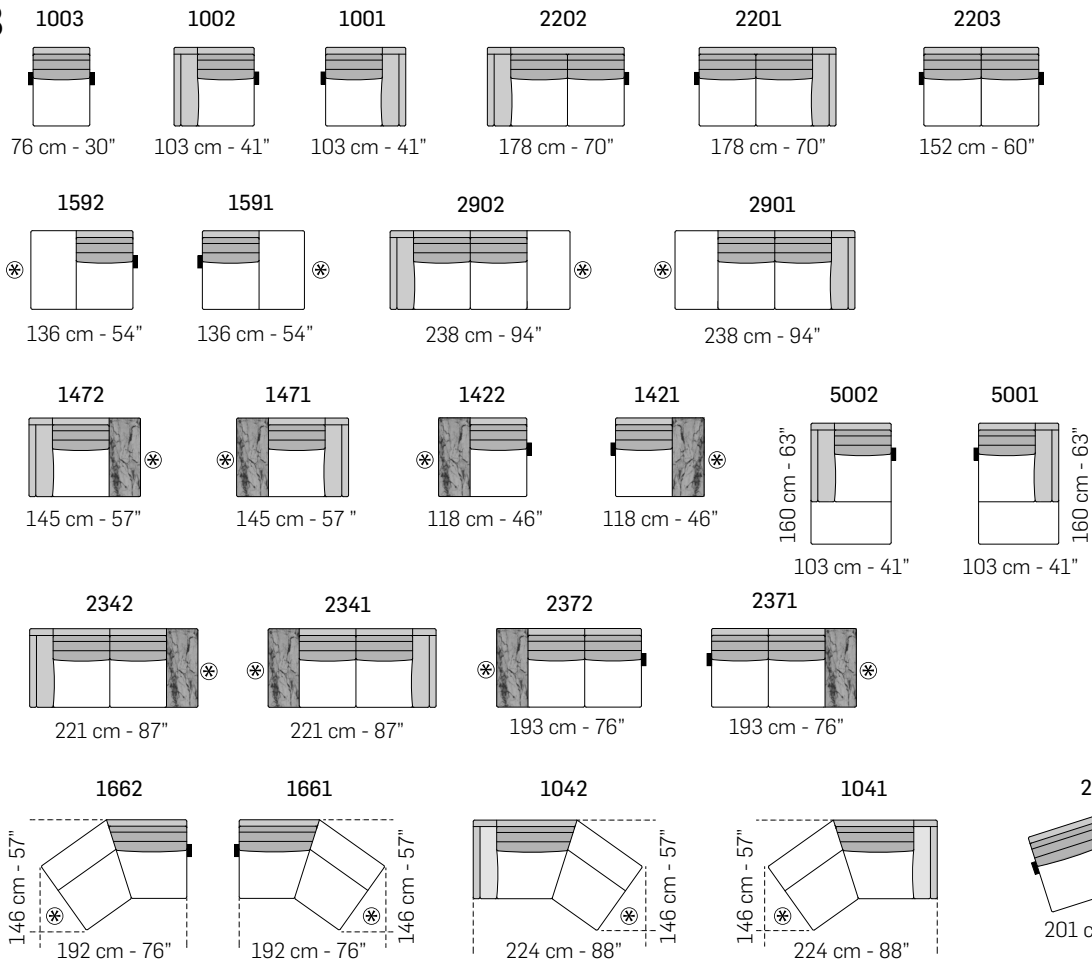 1003 1002 1001 2202 2201 2203
76 cm - 30" 103 cm - 41" 103 cm - 41" 178 cm - 70" 178 cm - 70" 152 cm - 60"
1592 1591 2902 2901
136 cm - 54" 136 cm - 54" 238 cm - 94" 238 cm - 94"
1472 1471 1422 1421 5002 5001
160 cm - 63" 160 cm - 63"
145 cm - 57" 145 cm - 57 " 118 cm - 46" 118 cm - 46"
103 cm - 41" 103 cm - 41"
2342 2341 2372 2371
221 cm - 87" 221 cm - 87" 193 cm - 76" 193 cm - 76"
1662 1661 1042 1041 2
146 cm - 57" 146 cm - 57" 146 cm - 57" 146 cm - 57"
192 cm - 76" 192 cm - 76" 224 cm - 88" 224 cm - 88" 201 c